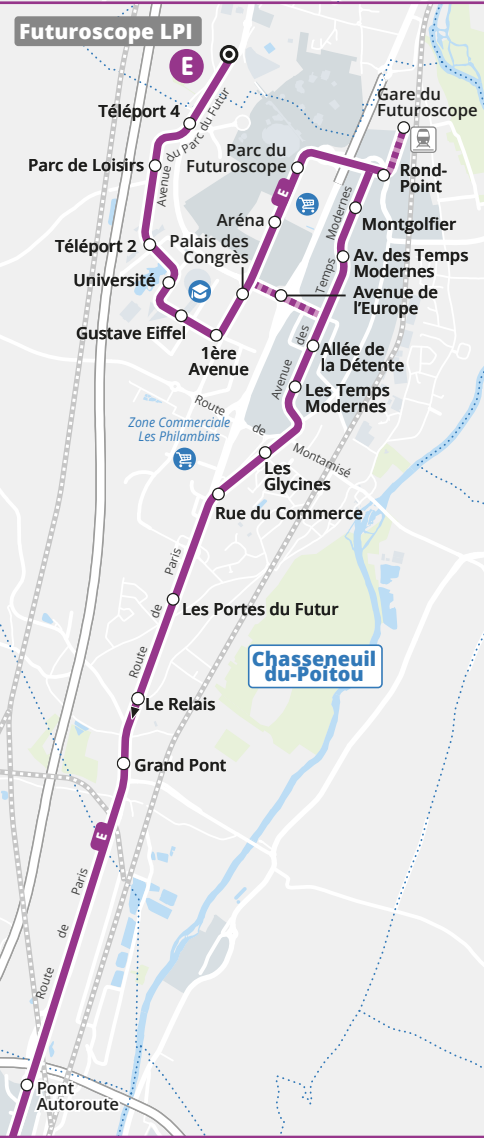 Futuroscope LPI
E
Téléport 4
Avenue du Parc du Futur
Parc de Loisirs
Téléport 2
Université
Gustave Eiffel
1ère
Avenue
Palais des
Congrès
Aréna
E
Parc du
Futuroscope
Gare du
Futuroscope
Rond-
Point
Montgolfier
Av. des Temps
Modernes
Avenue de
l’Europe
Avenue des Temps Modernes
Allée de
la Détente
Les Temps
Modernes
Route de Montamisé
Zone Commerciale
Les Philambins
Les
Glycines
Rue du Commerce
Route de Paris
Les Portes du Futur
Chasseneuil
du-Poitou
Le Relais
Grand Pont
E
Route de Paris
Pont
Autoroute